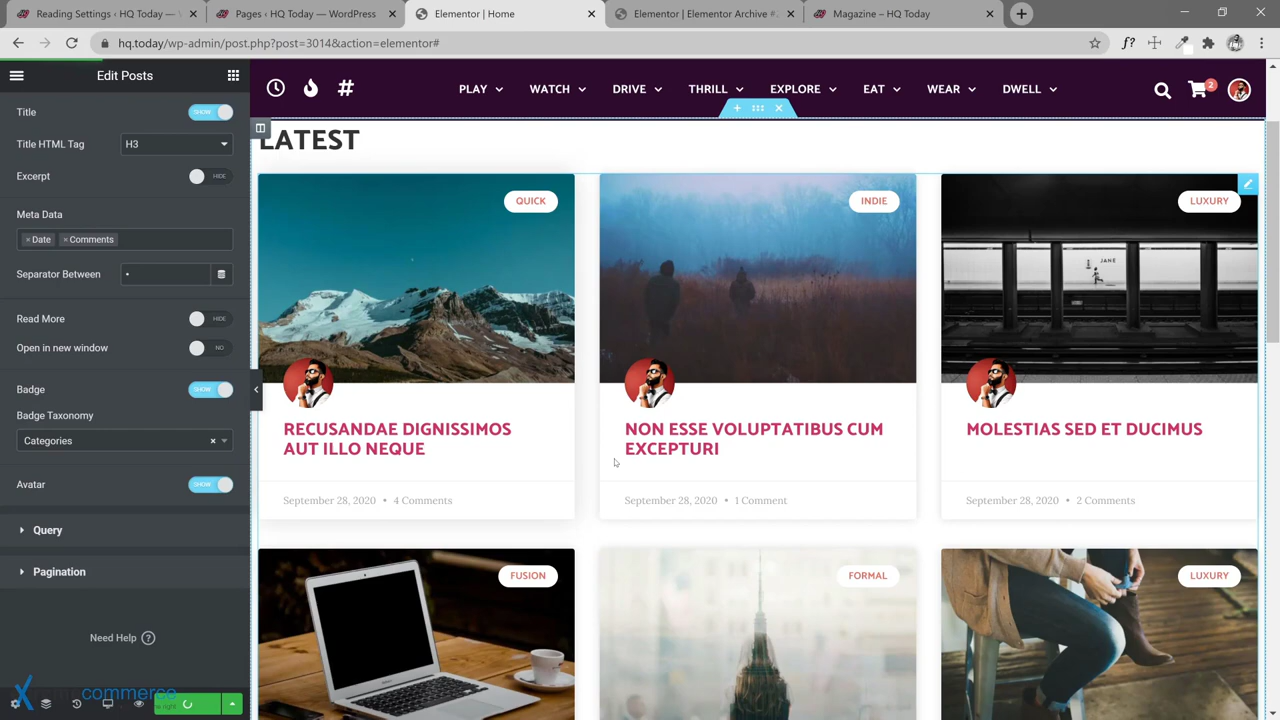 Reading Settings ‹ HQ Today — W
Pages ‹ HQ Today — WordPress
Elementor | Home
Elementor | Elementor Archive #
Magazine – HQ Today
hq.today/wp-admin/post.php?post=3014&action=elementor#
f?
Edit Posts
Title
SHOW
Title HTML Tag
H3
Excerpt
HIDE
Meta Data
× Date × Comments
Separator Between
•
Read More
HIDE
Open in new window
NO
Badge
SHOW
Badge Taxonomy
Categories
Avatar
SHOW
Query
Pagination
Need Help
commerce
PLAY WATCH DRIVE THRILL EXPLORE EAT WEAR DWELL
2
LATEST
QUICK
RECUSANDAE DIGNISSIMOS
AUT ILLO NEQUE
September 28, 2020 • 4 Comments
INDIE
NON ESSE VOLUPTATIBUS CUM
EXCEPTURI
September 28, 2020 • 1 Comment
LUXURY
JANE
MOLESTIAS SED ET DUCIMUS
September 28, 2020 • 2 Comments
FUSION
FORMAL
LUXURY